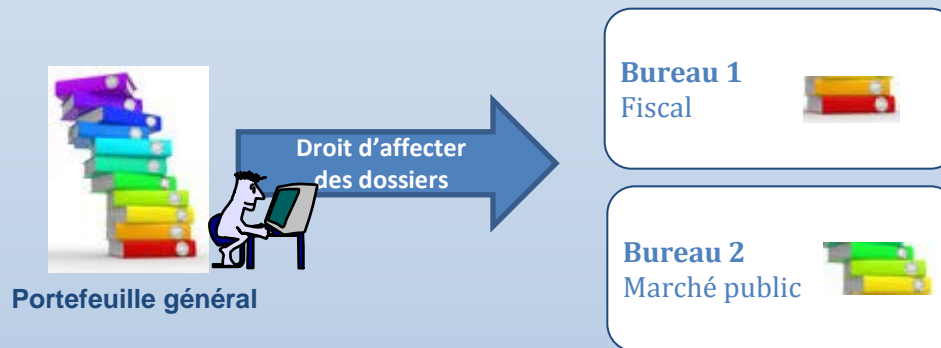 Portefeuille général
Droit d’affecter
des dossiers
Bureau 1
Fiscal
Bureau 2
Marché public